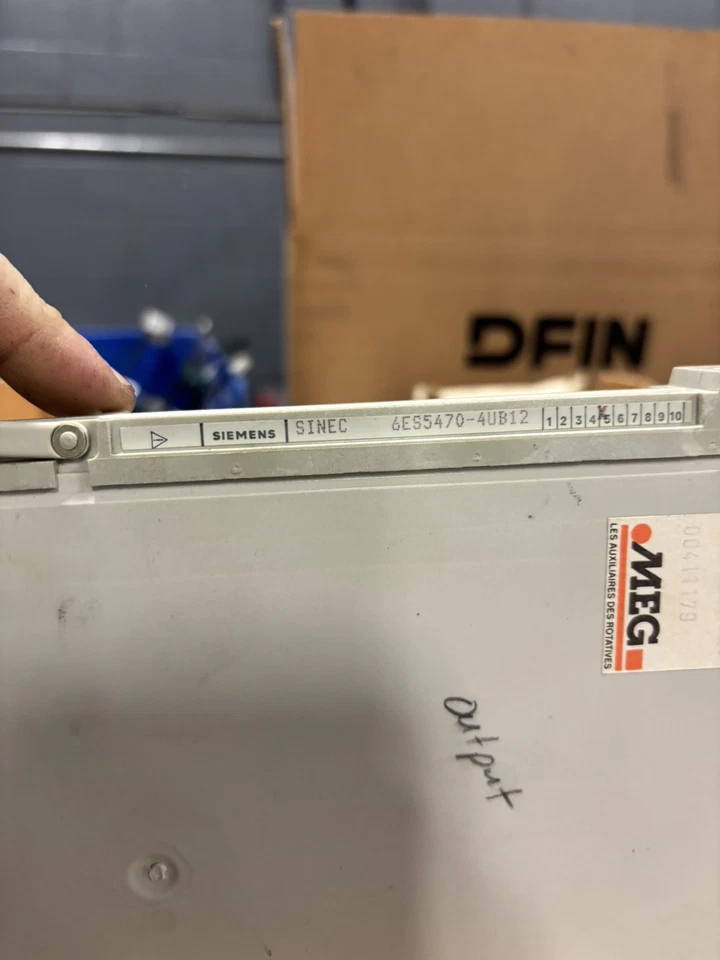 DFIN
SIEMENS SINEC 6ES5470-4UB12 1 2 3 4 5 6 7 8 9 10
MEG
LES AUXILIAIRES DES ROTATIVES
00411179
output